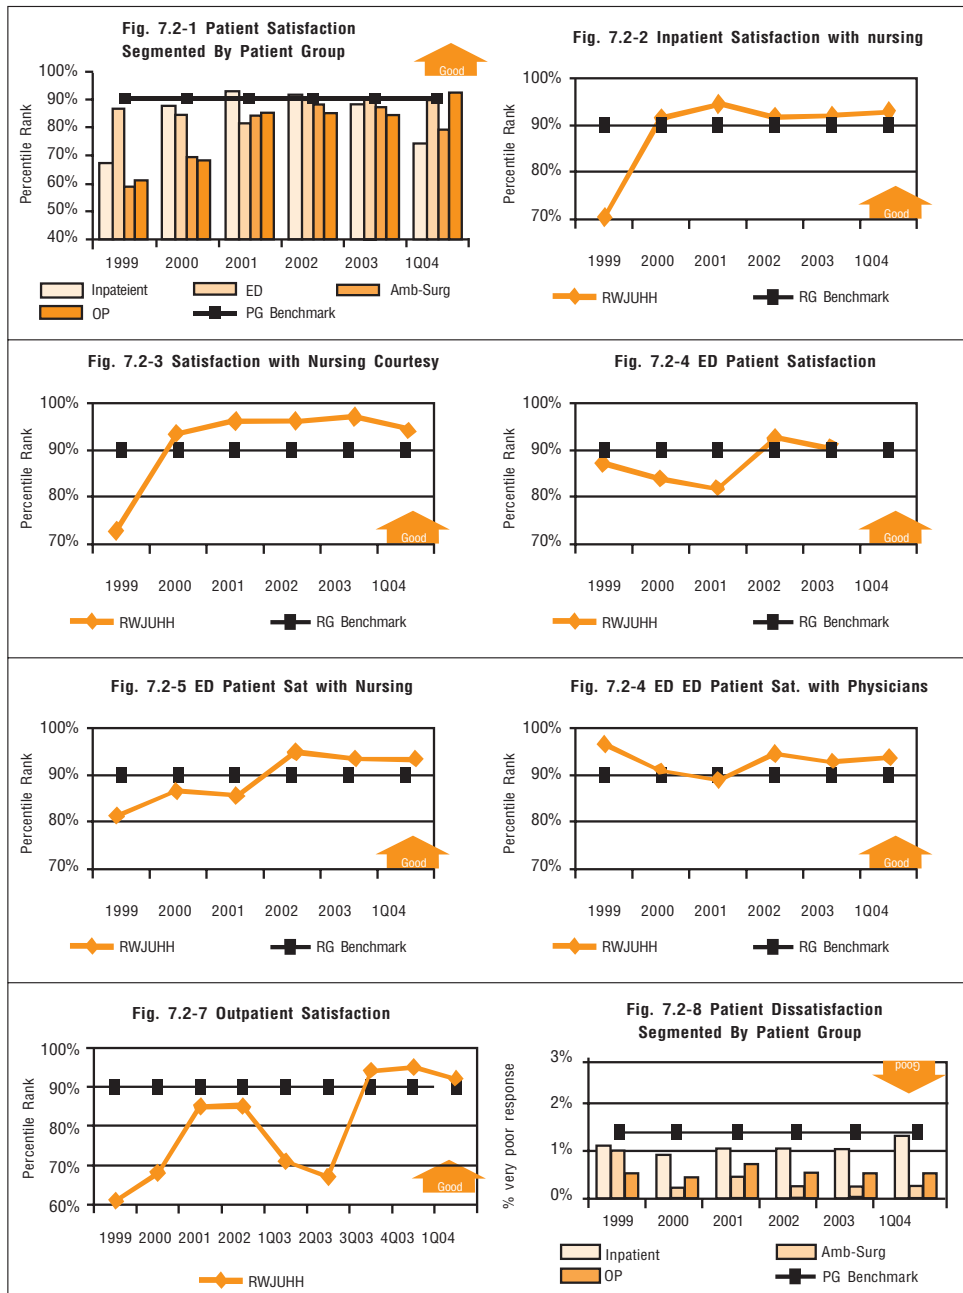 Fig. 7.2-1 Patient Satisfaction
Segmented By Patient Group
Good
Percentile Rank
100%
90%
80%
70%
60%
50%
40%
1999 2000 2001 2002 2003 1Q04
Inpateient ED Amb-Surg
OP PG Benchmark
Fig. 7.2-2 Inpatient Satisfaction with nursing
Percentile Rank
100%
90%
80%
70%
Good
1999 2000 2001 2002 2003 1Q04
RWJUHH RG Benchmark
Fig. 7.2-3 Satisfaction with Nursing Courtesy
Percentile Rank
100%
90%
80%
70%
Good
1999 2000 2001 2002 2003 1Q04
RWJUHH RG Benchmark
Fig. 7.2-4 ED Patient Satisfaction
Percentile Rank
100%
90%
80%
70%
Good
1999 2000 2001 2002 2003 1Q04
RWJUHH RG Benchmark
Fig. 7.2-5 ED Patient Sat with Nursing
Percentile Rank
100%
90%
80%
70%
Good
1999 2000 2001 2002 2003 1Q04
RWJUHH RG Benchmark
Fig. 7.2-4 ED ED Patient Sat. with Physicians
Percentile Rank
100%
90%
80%
70%
Good
1999 2000 2001 2002 2003 1Q04
RWJUHH RG Benchmark
Fig. 7.2-7 Outpatient Satisfaction
Percentile Rank
100%
90%
80%
70%
60%
Good
1999 2000 2001 2002 1Q03 2Q03 3Q03 4Q03 1Q04
RWJUHH
Fig. 7.2-8 Patient Dissatisfaction
Segmented By Patient Group
% very poor response
3%
2%
1%
0%
Good
1999 2000 2001 2002 2003 1Q04
Inpatient Amb-Surg
OP PG Benchmark